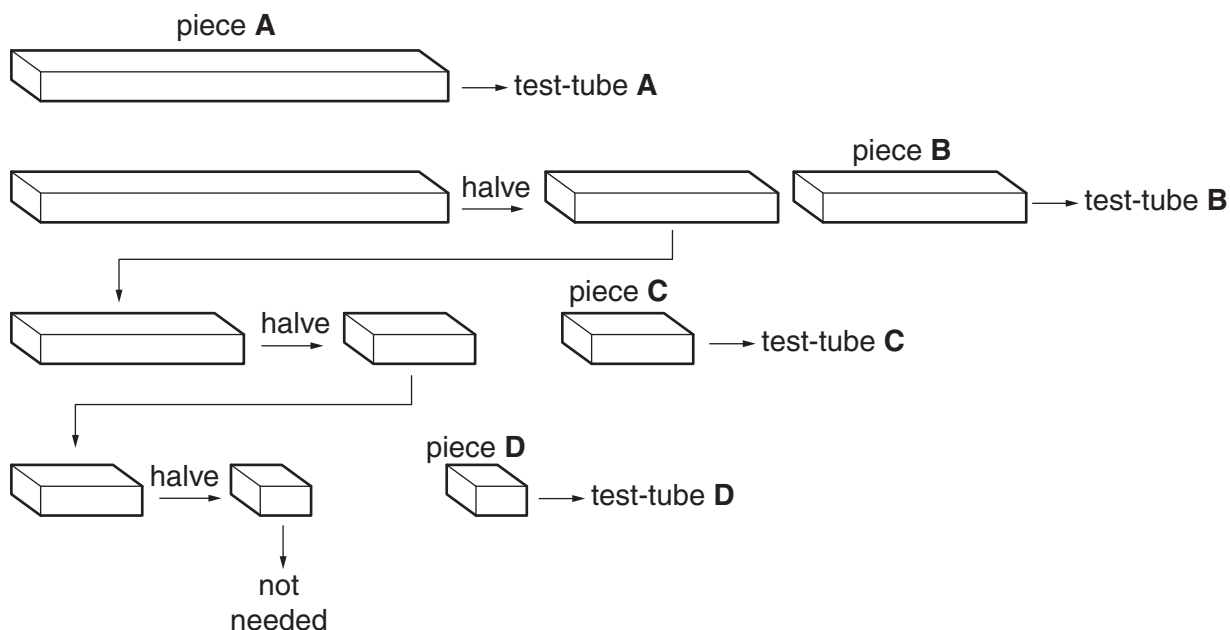 piece A
test-tube A
piece B
halve
test-tube B
piece C
halve
test-tube C
piece D
halve
test-tube D
not
needed